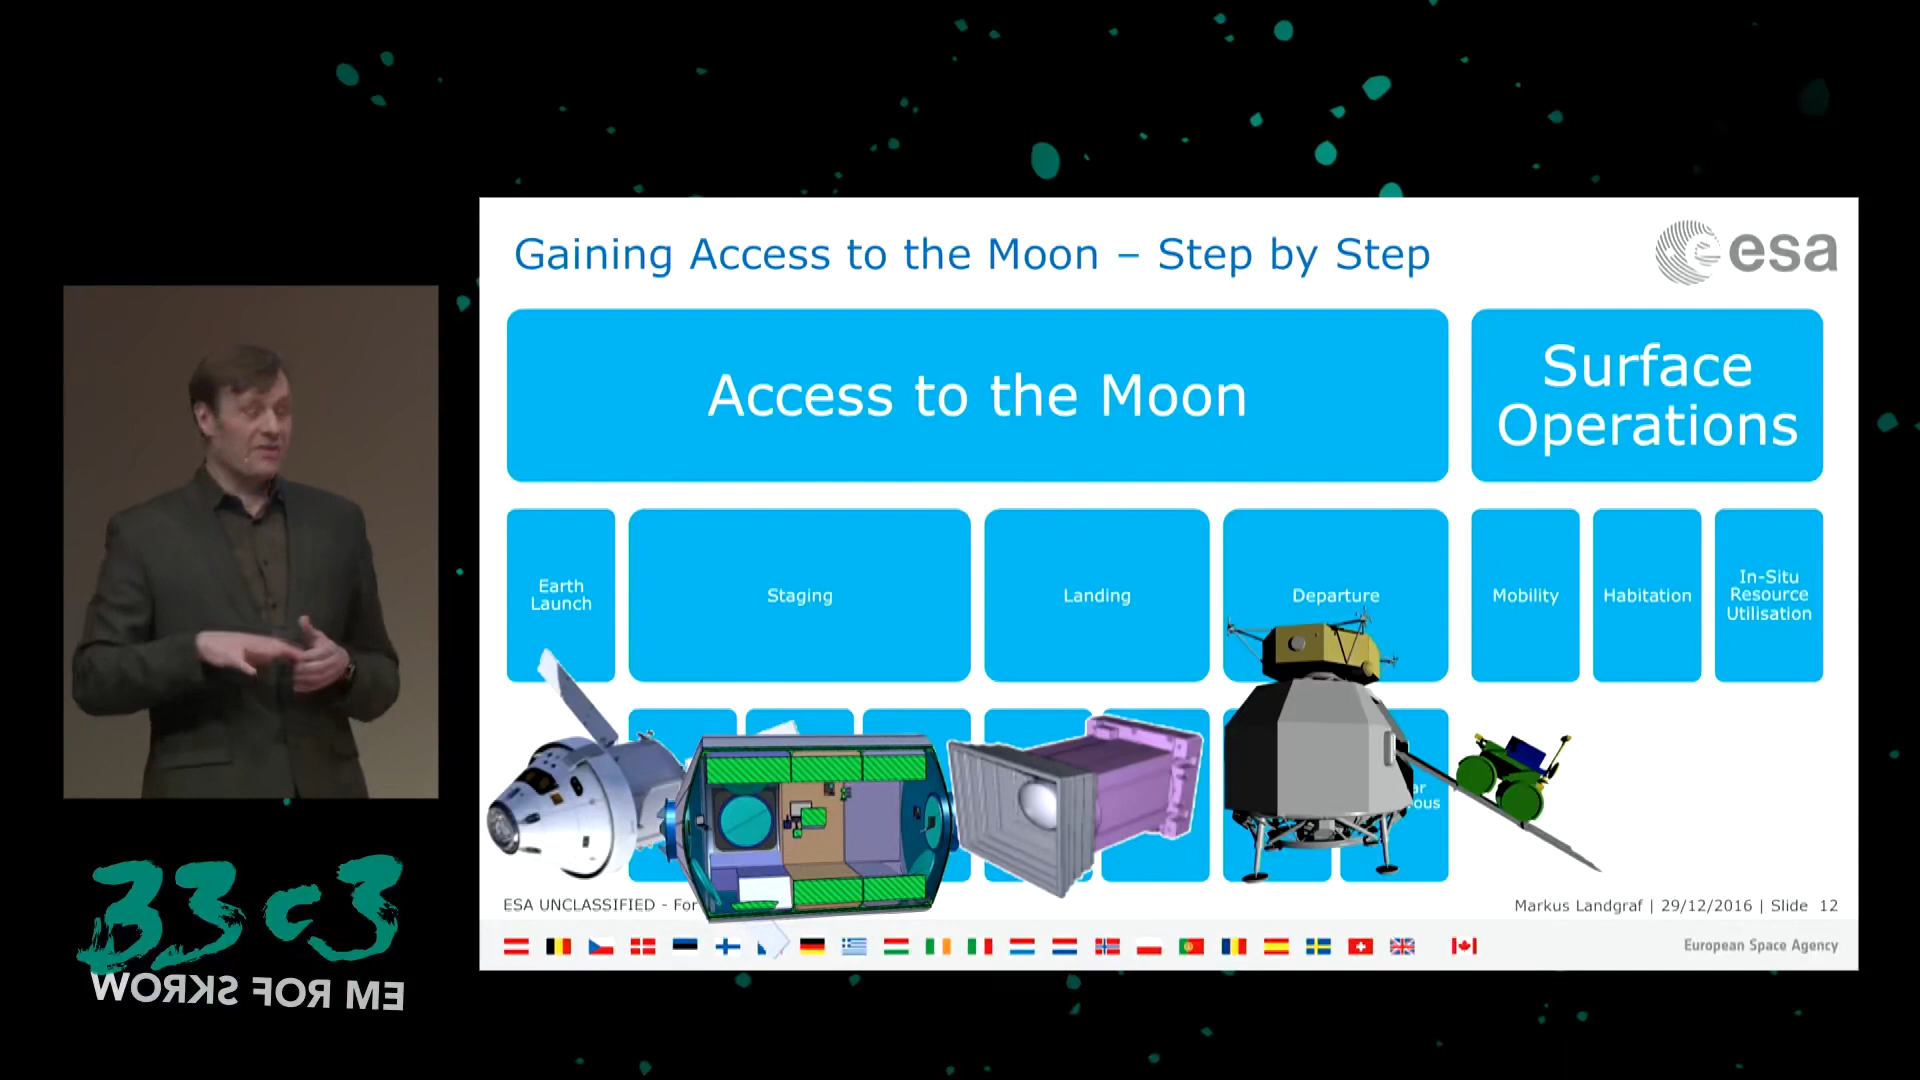 Gaining Access to the Moon – Step by Step
esa
Access to the Moon
Surface
Operations
Earth
Launch
Staging
Landing
Departure
Mobility
Habitation
In-Situ
Resource
Utilisation
ESA UNCLASSIFIED - For
Markus Landgraf | 29/12/2016 | Slide 12
European Space Agency
33c3
WORKS FOR ME